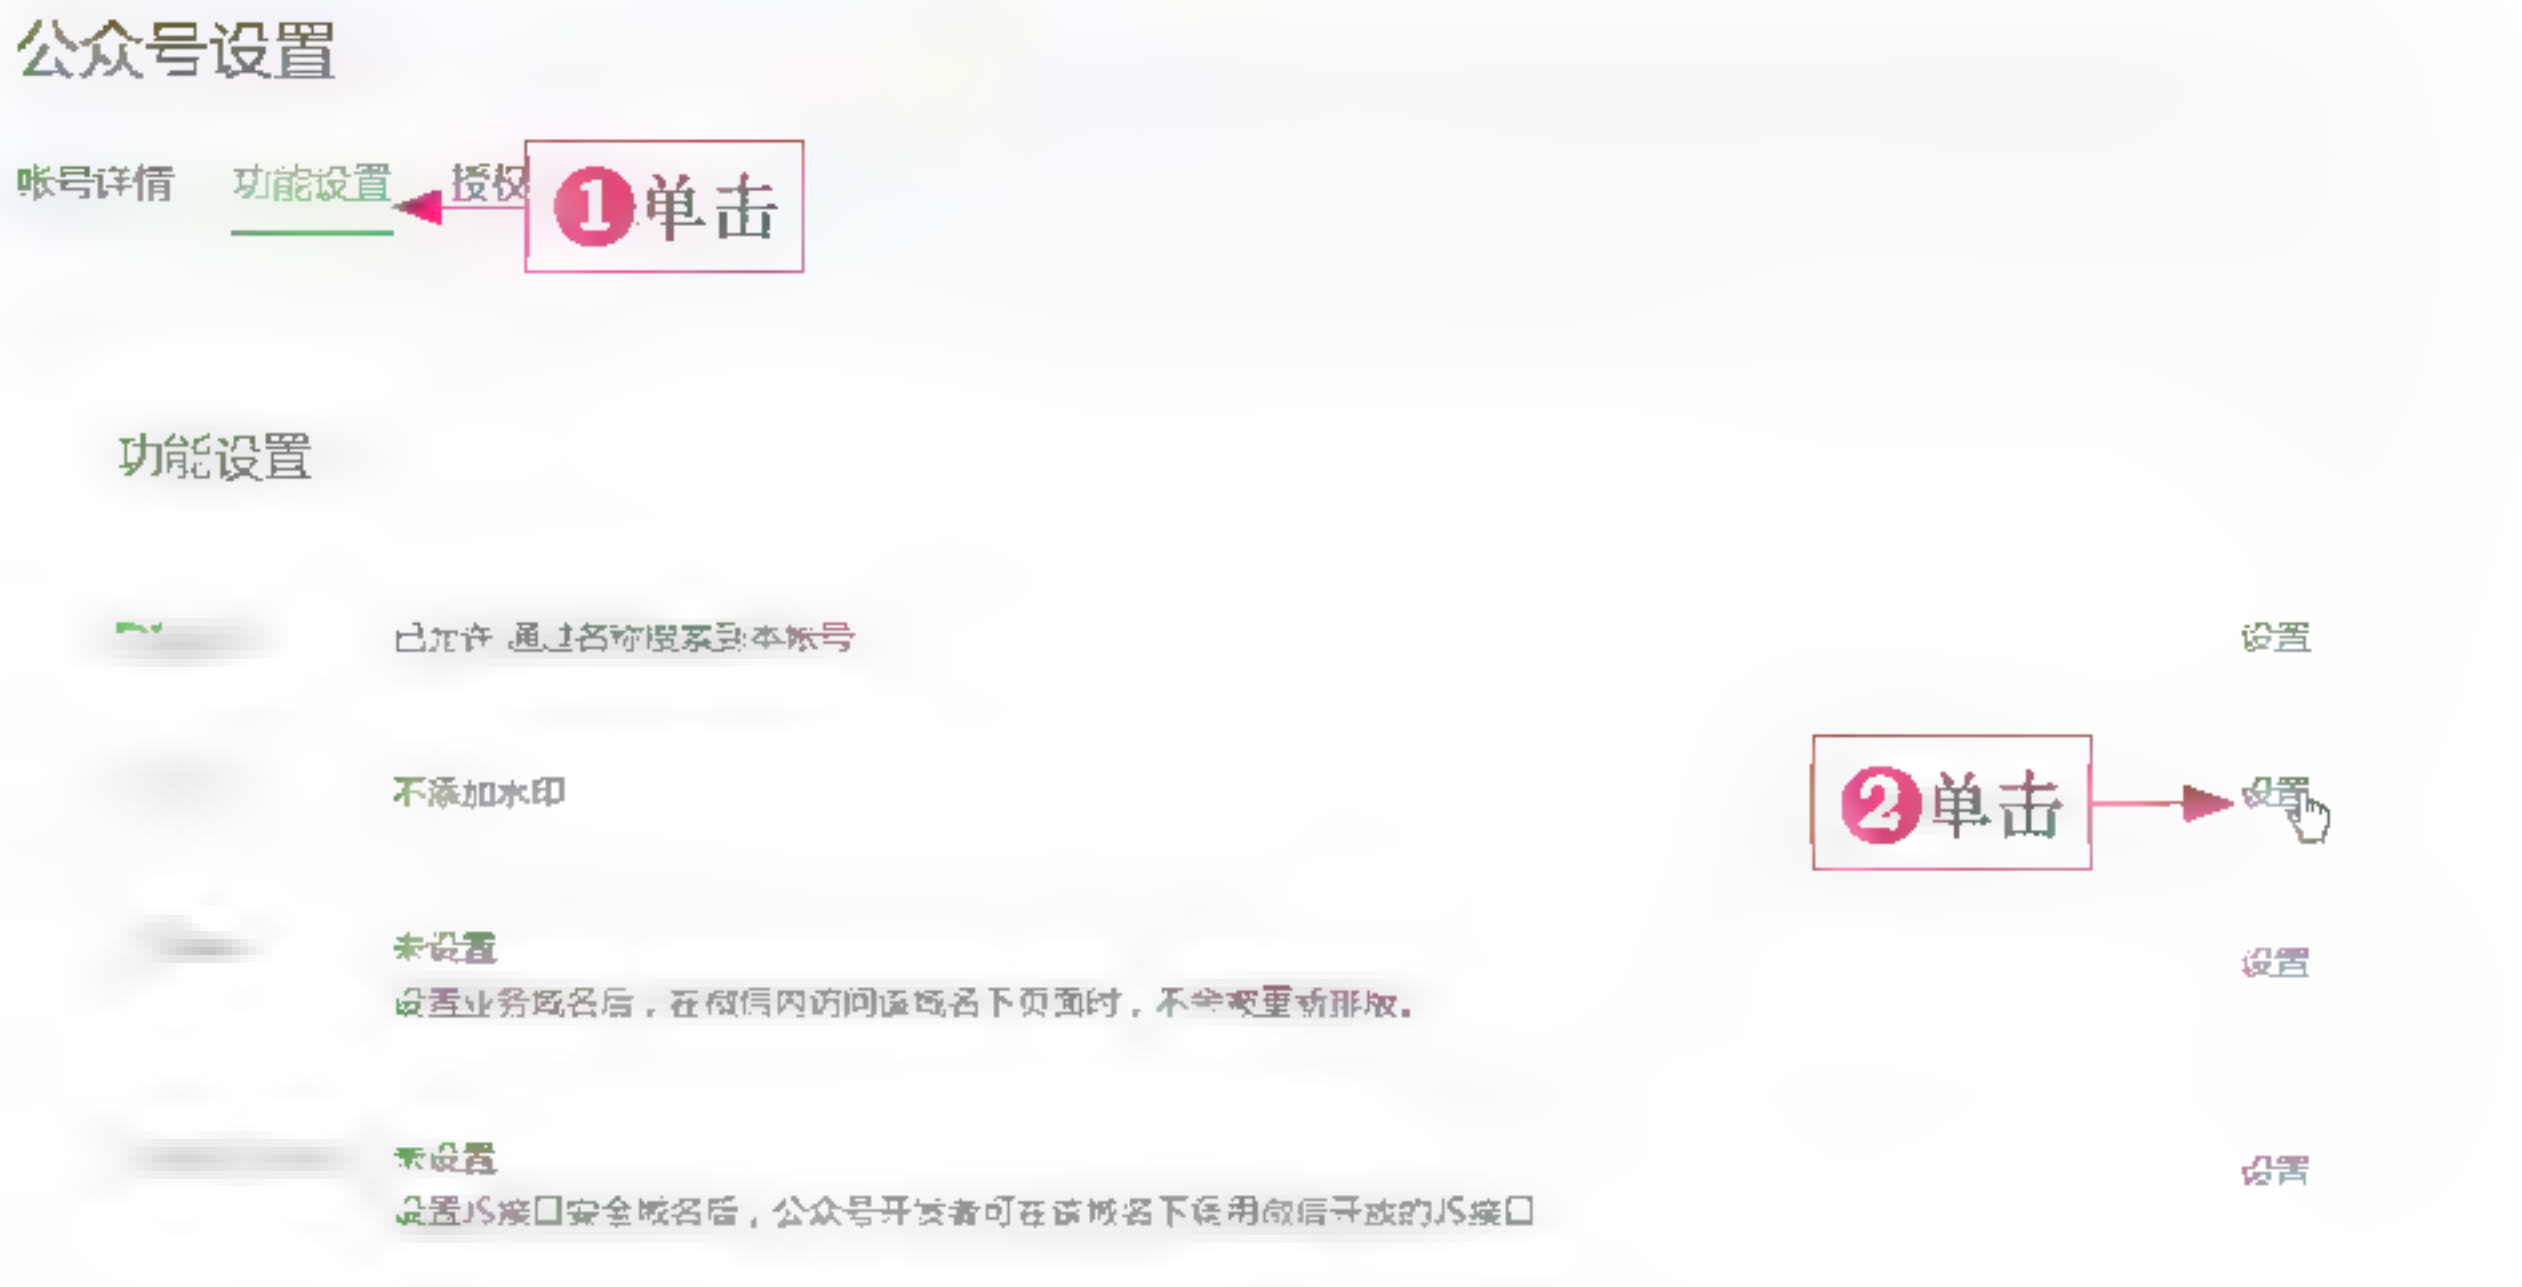 公众号设置
帐号详情 功能设置 授权 1单击
功能设置
已允许 通过名称搜索到本帐号 设置
不添加水印 2单击 设置
未设置 设置
设置业务域名后，在微信内访问该域名下页面时，不会被重新排版。
未设置 设置
设置JS接口安全域名后，公众号开发者可在该域名下调用微信开放的JS接口